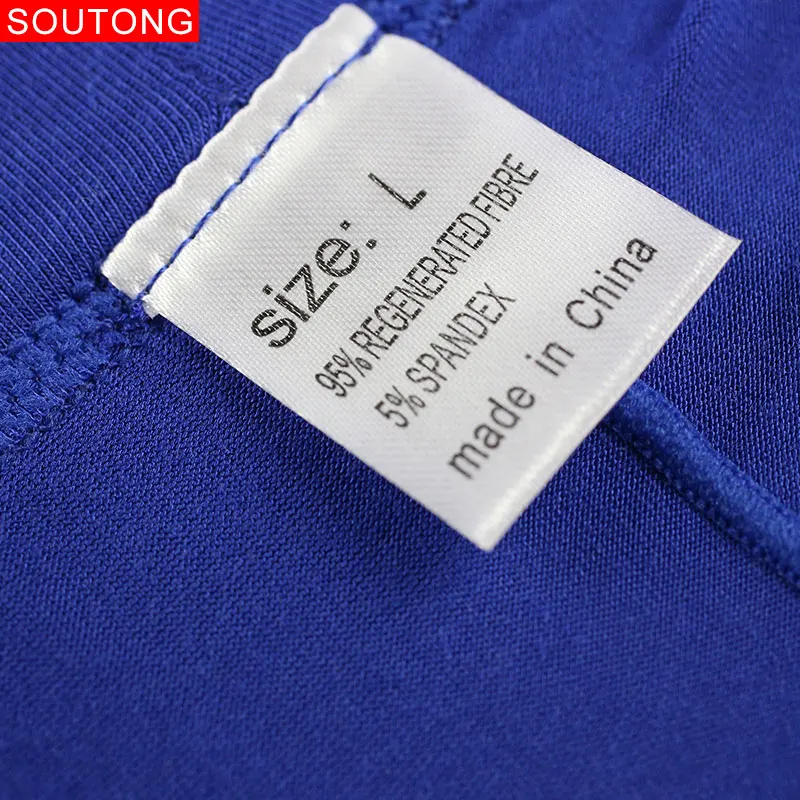 SOUTONG
size: L
95% REGENERATED FIBRE
5% SPANDEX
made in China